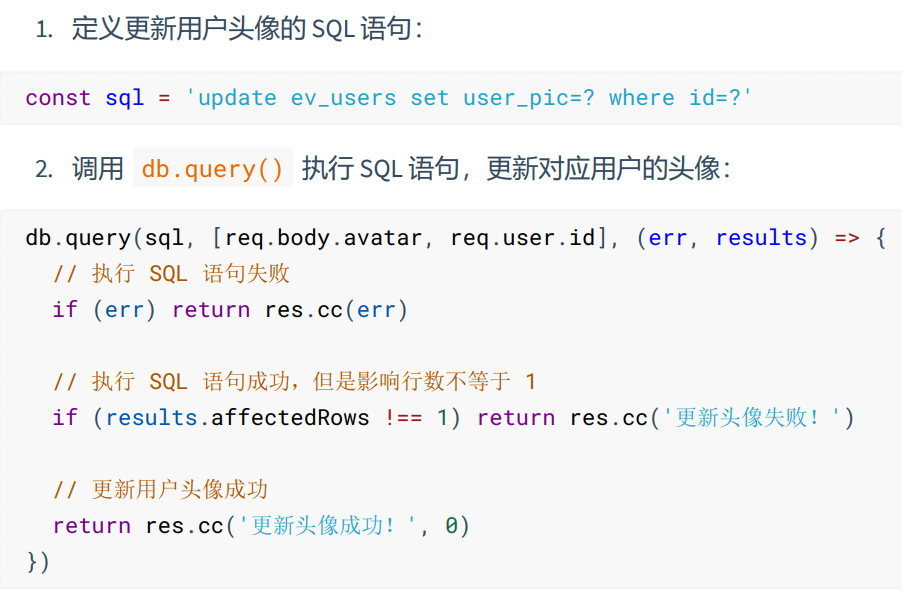 1. 定义更新用户头像的 SQL 语句：
const sql = 'update ev_users set user_pic=? where id=?'
2. 调用 db.query() 执行 SQL 语句，更新对应用户的头像：
db.query(sql, [req.body.avatar, req.user.id], (err, results) => {
  // 执行 SQL 语句失败
  if (err) return res.cc(err)
  // 执行 SQL 语句成功，但是影响行数不等于 1
  if (results.affectedRows !== 1) return res.cc('更新头像失败！')
  // 更新用户头像成功
  return res.cc('更新头像成功！', 0)
})